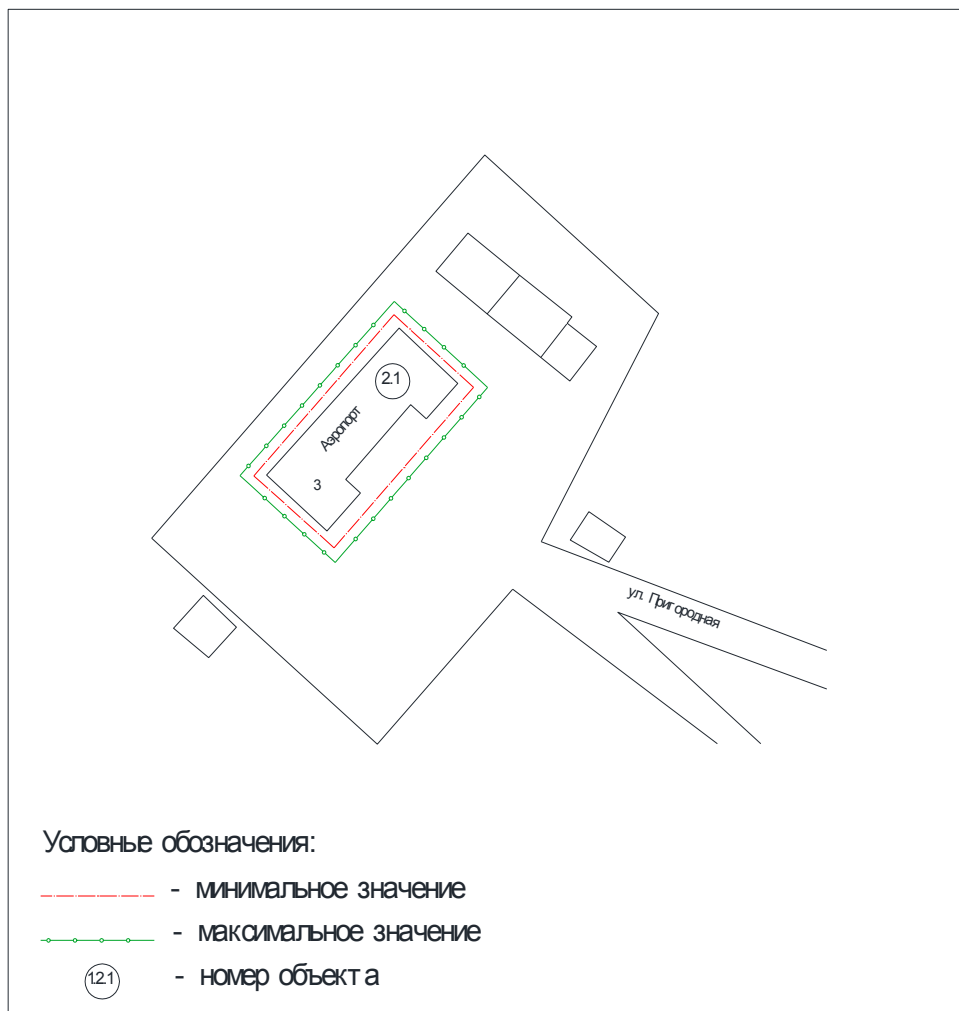 2.1
Аэропорт
3
ул. Пригородная
Условные обозначения:
- минимальное значение
- максимальное значение
1.2.1 - номер объекта